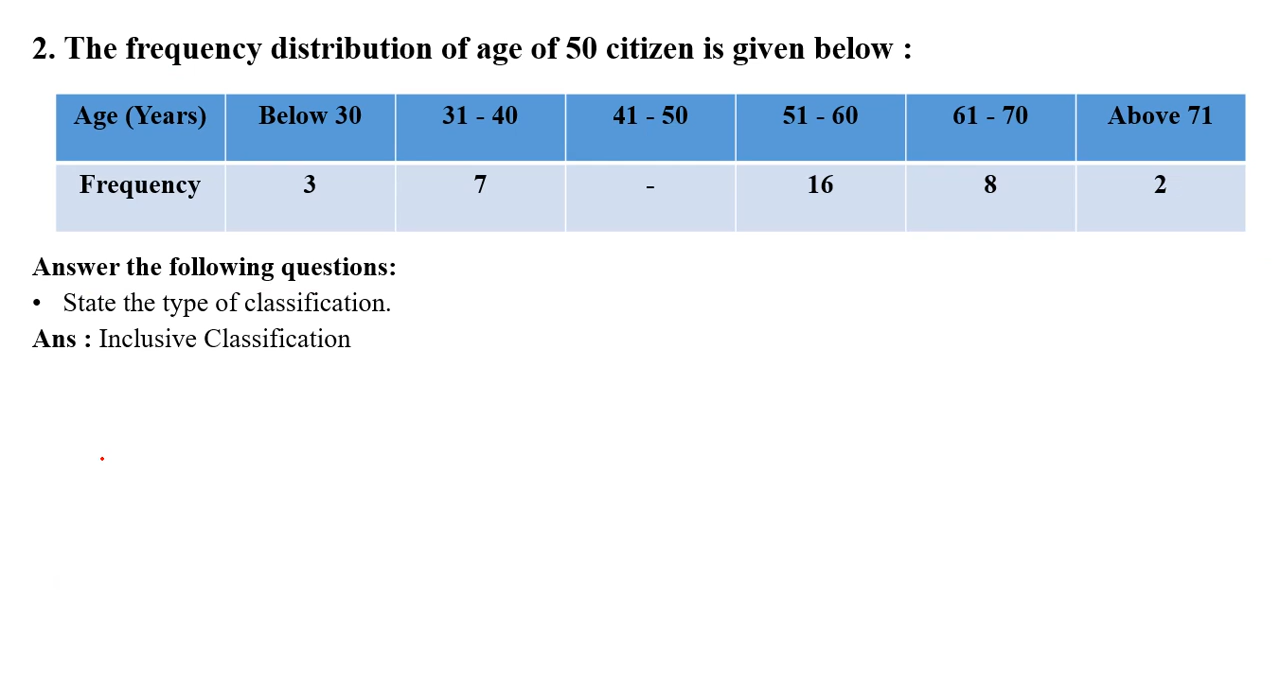 2. The frequency distribution of age of 50 citizen is given below :
Age (Years) Below 30 31 - 40 41 - 50 51 - 60 61 - 70 Above 71
Frequency 3 7 - 16 8 2
Answer the following questions:
• State the type of classification.
Ans : Inclusive Classification